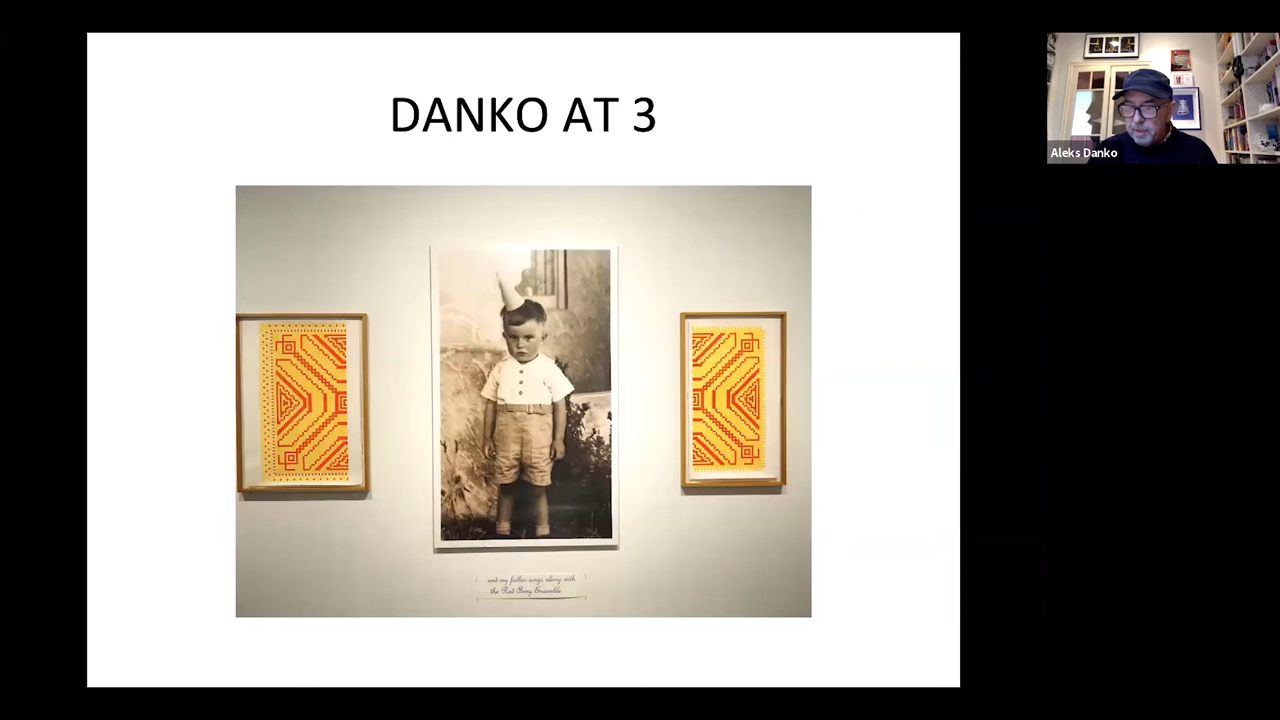 DANKO AT 3
Aleks Danko
and my father sings along with
the Red Army Ensemble